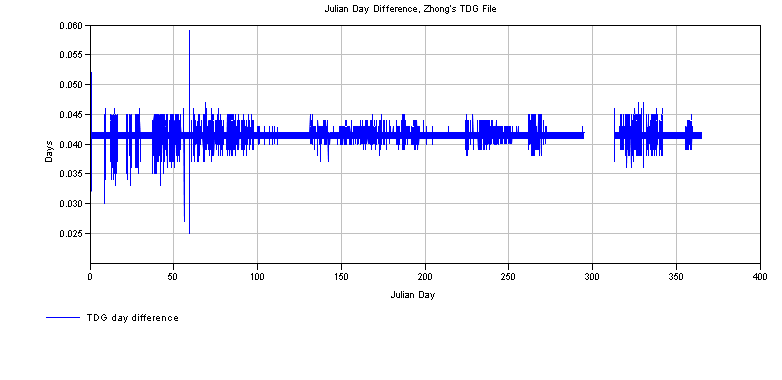 Julian Day Difference, Zhong's TDG File
0.060
0.055
0.050
0.045
0.040
0.035
0.030
0.025
Days
0 50 100 150 200 250 300 350 400
Julian Day
TDG day difference